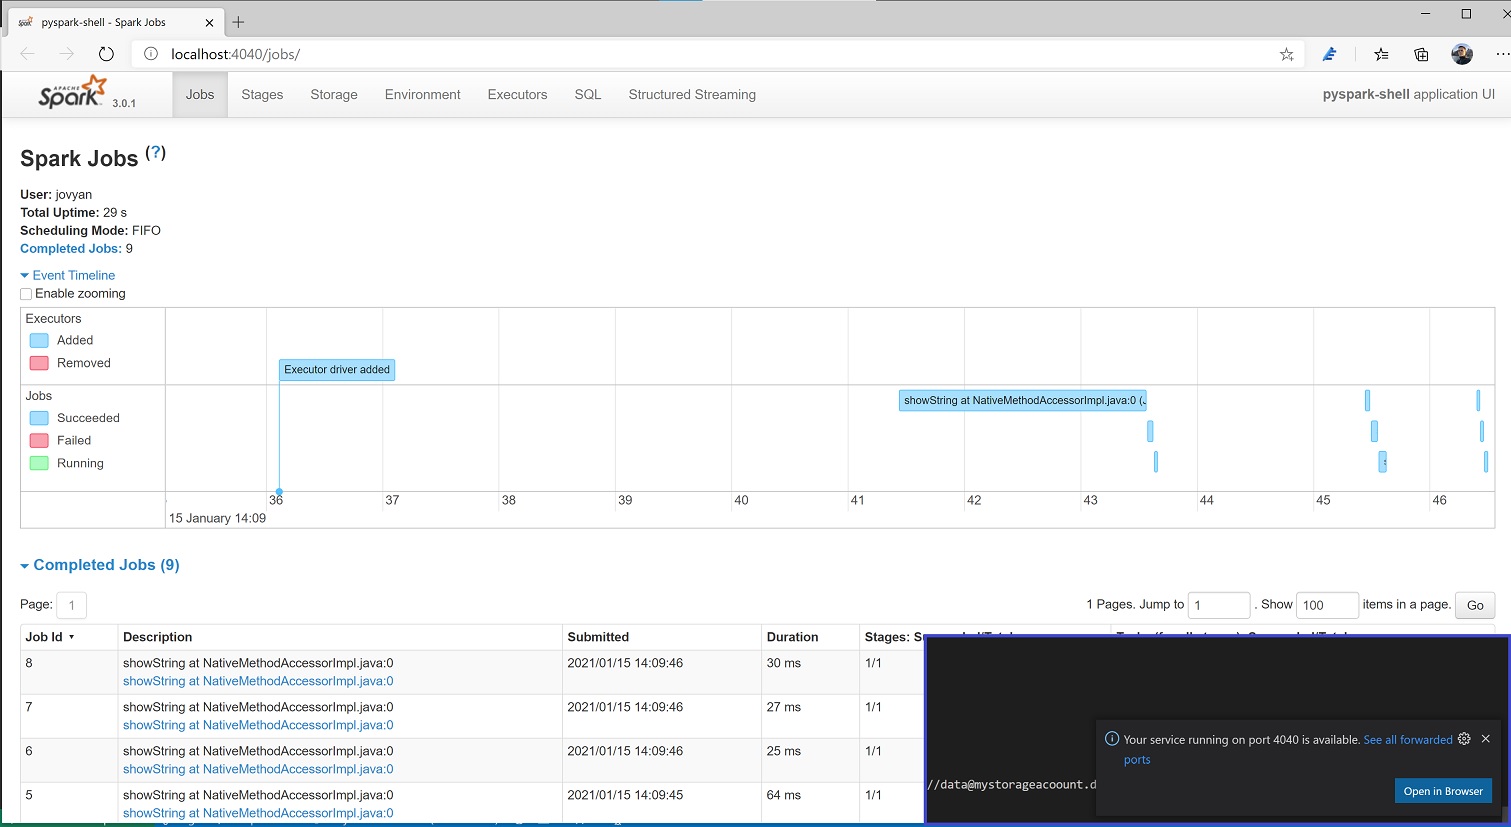 pyspark-shell - Spark Jobs
localhost:4040/jobs/
APACHE
Spark 3.0.1
Jobs Stages Storage Environment Executors SQL Structured Streaming pyspark-shell application UI
Spark Jobs (?)
User: jovyan
Total Uptime: 29 s
Scheduling Mode: FIFO
Completed Jobs: 9
Event Timeline
Enable zooming
Executors
Added
Removed
Executor driver added
Jobs
Succeeded
Failed
Running
showString at NativeMethodAccessorImpl.java:0 (
36 37 38 39 40 41 42 43 44 45 46
15 January 14:09
Completed Jobs (9)
Page: 1 1 Pages. Jump to 1 . Show 100 items in a page. Go
Job Id Description Submitted Duration Stages:
8 showString at NativeMethodAccessorImpl.java:0 2021/01/15 14:09:46 30 ms 1/1
showString at NativeMethodAccessorImpl.java:0
7 showString at NativeMethodAccessorImpl.java:0 2021/01/15 14:09:46 27 ms 1/1
showString at NativeMethodAccessorImpl.java:0
6 showString at NativeMethodAccessorImpl.java:0 2021/01/15 14:09:46 25 ms 1/1
showString at NativeMethodAccessorImpl.java:0
5 showString at NativeMethodAccessorImpl.java:0 2021/01/15 14:09:45 64 ms 1/1
showString at NativeMethodAccessorImpl.java:0
Your service running on port 4040 is available. See all forwarded
ports
//data@mystorageacoount.d
Open in Browser